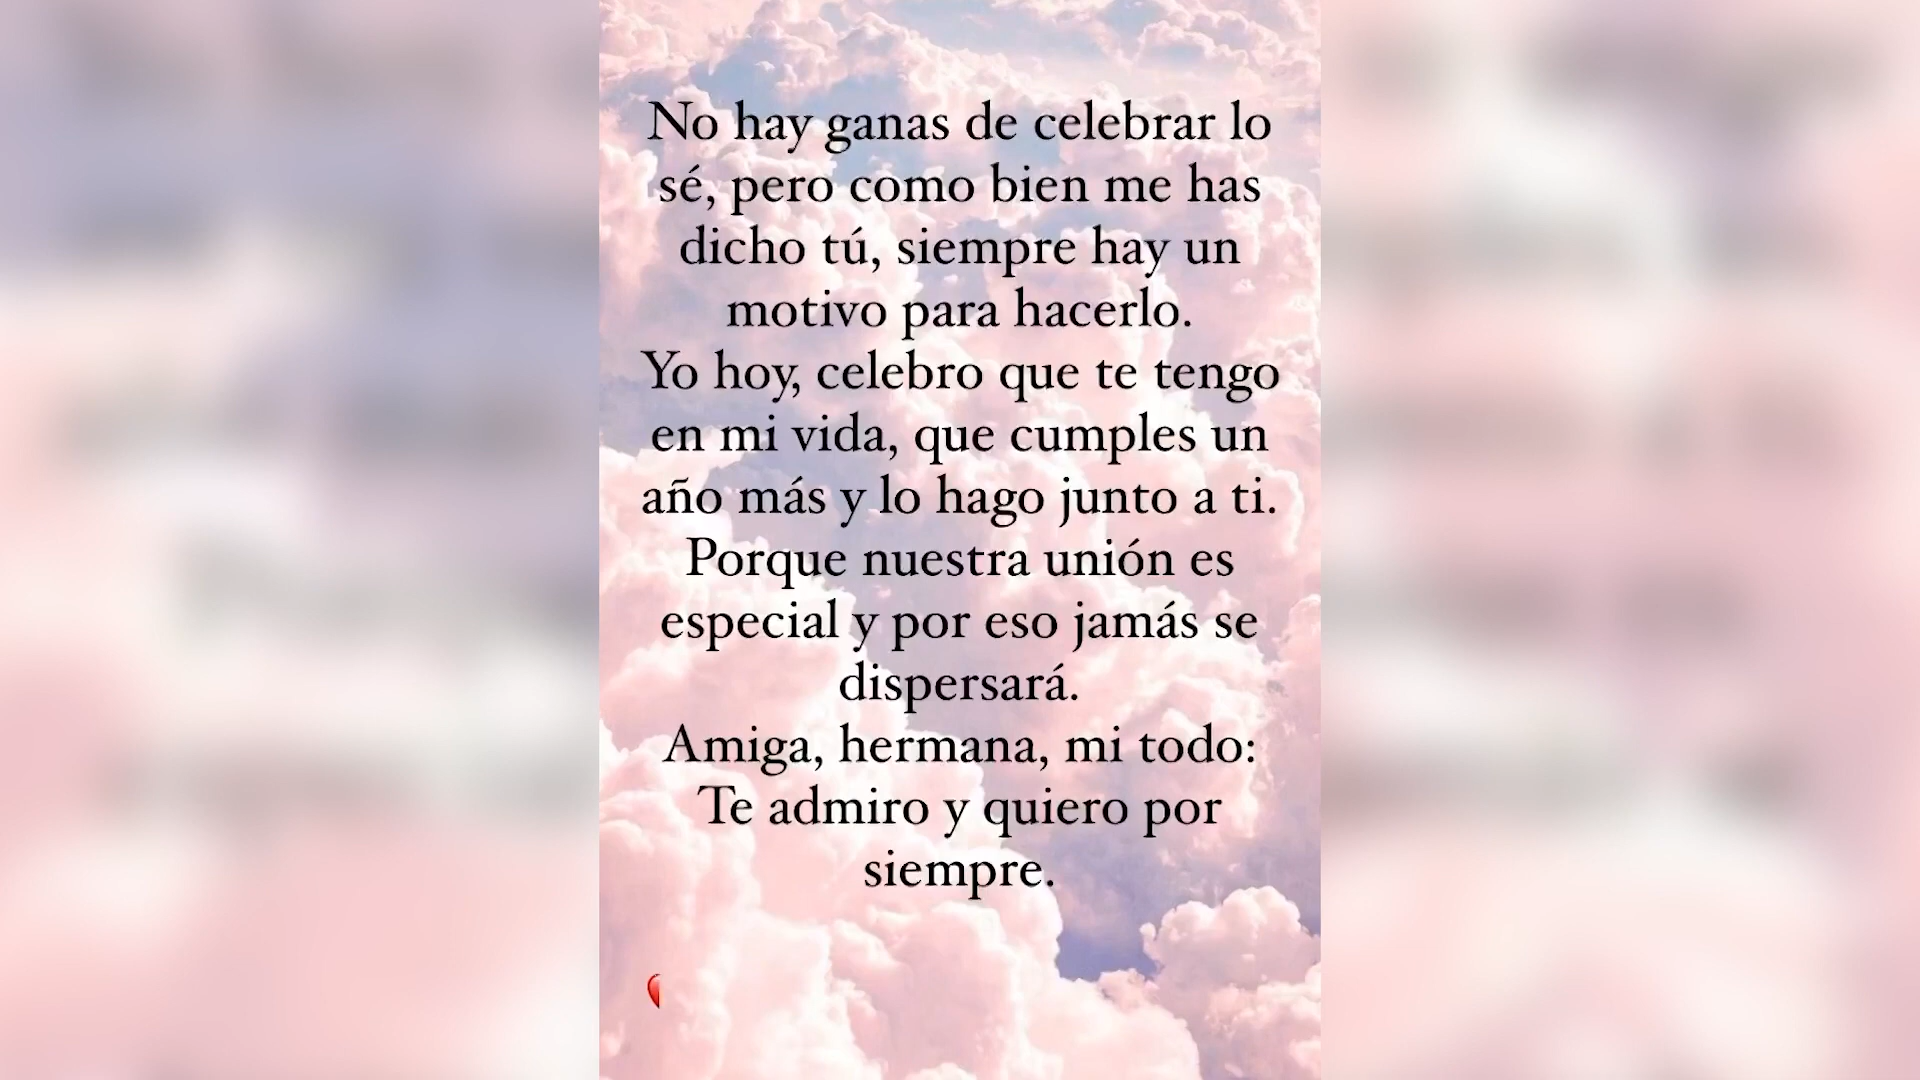 No hay ganas de celebrar lo
sé, pero como bien me has
dicho tú, siempre hay un
motivo para hacerlo.
Yo hoy, celebro que te tengo
en mi vida, que cumples un
año más y lo hago junto a ti.
Porque nuestra unión es
especial y por eso jamás se
dispersará.
Amiga, hermana, mi todo:
Te admiro y quiero por
siempre.